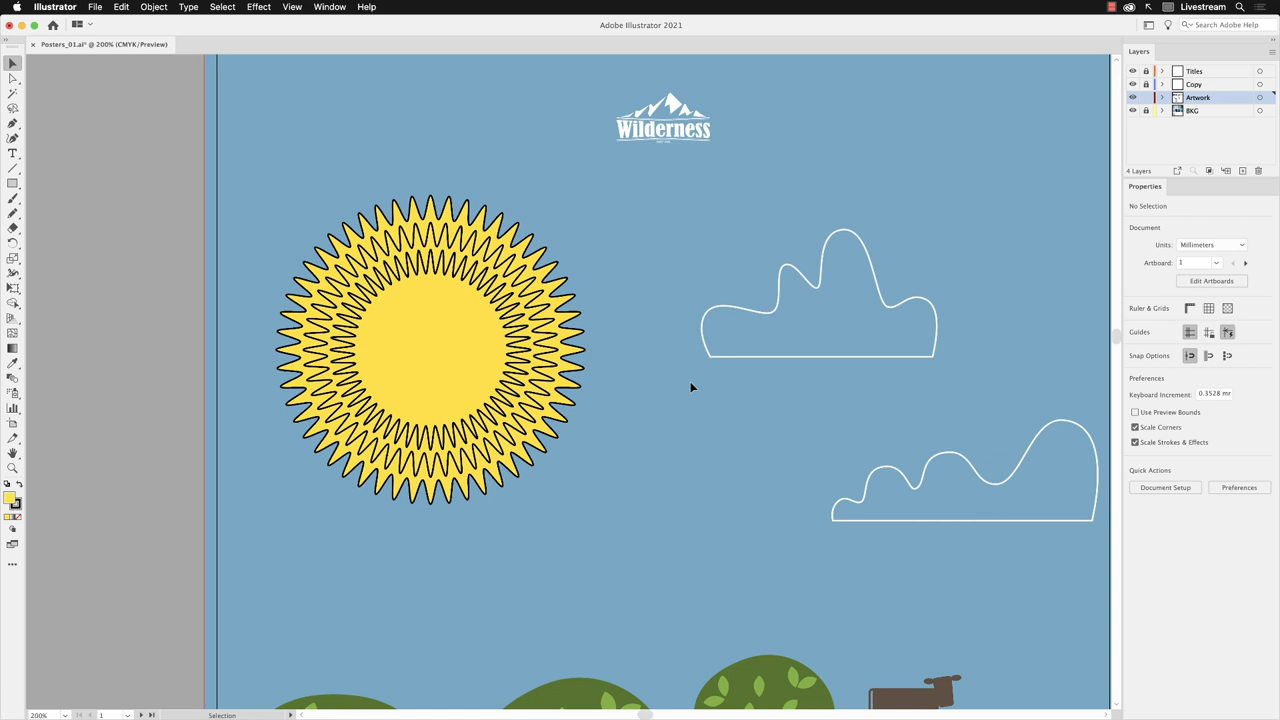 Illustrator File Edit Object Type Select Effect View Window Help
Livestream
Adobe Illustrator 2021
Search Adobe Help
Posters_01.ai* @ 200% (CMYK/Preview)
Layers
Titles
Copy
Artwork
BKG
4 Layers
Properties
No Selection
Document
Units: Millimeters
Artboard: 1
Edit Artboards
Ruler & Grids
Guides
Snap Options
Preferences
Keyboard Increment: 0.3528 mr
Use Preview Bounds
Scale Corners
Scale Strokes & Effects
Quick Actions
Document Setup Preferences
Wilderness
200% 1 Selection